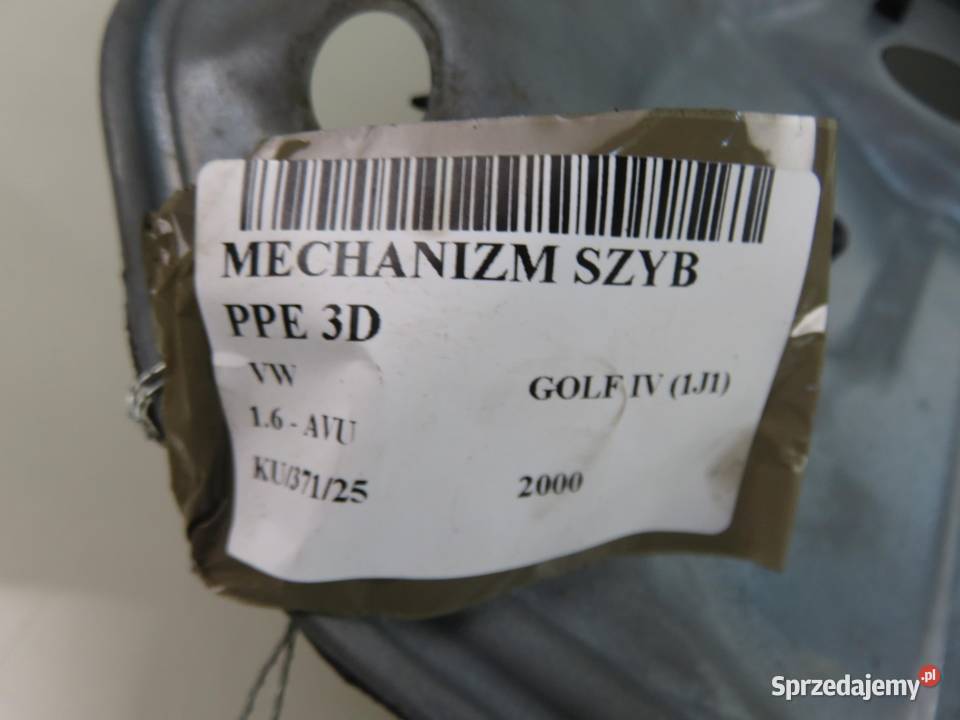 MECHANIZM SZYB
PPE 3D
VW
GOLF IV (1J1)
1.6 - AVU
KU/371/25
2000
Sprzedajemy.pl